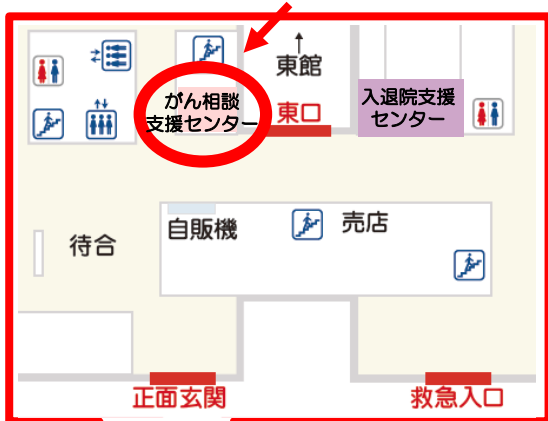 ↑
東館
がん相談
支援センター
東口
入退院支援
センター
自販機
売店
待合
正面玄関
救急入口